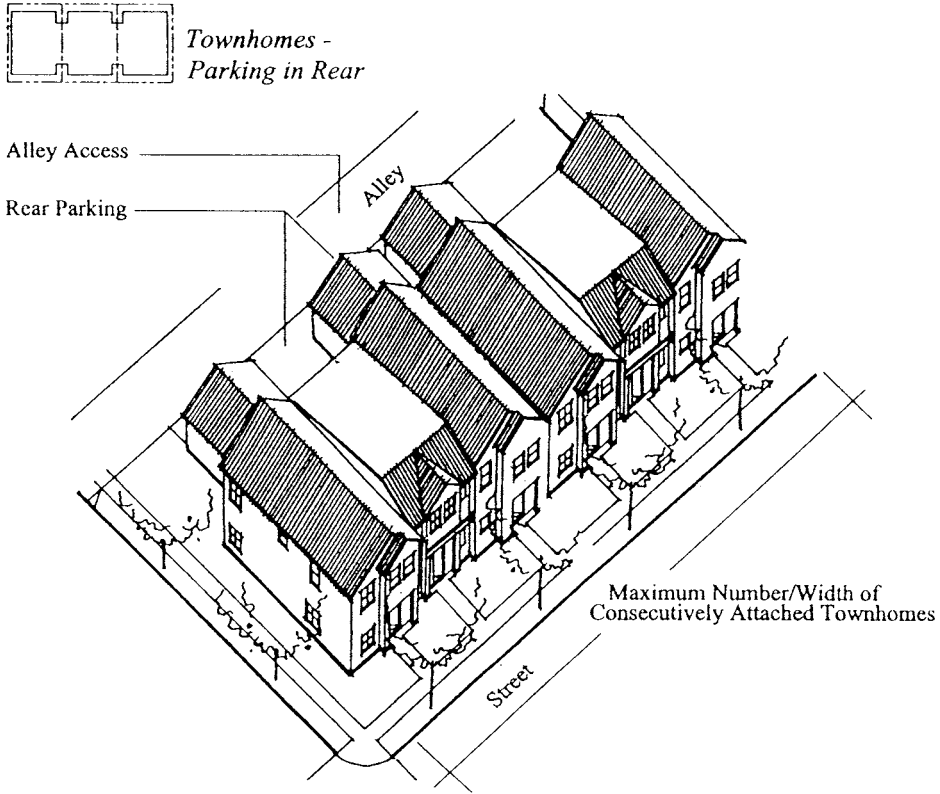 Townhomes -
Parking in Rear
Alley Access
Alley
Rear Parking
Maximum Number/Width of
Consecutively Attached Townhomes
Street